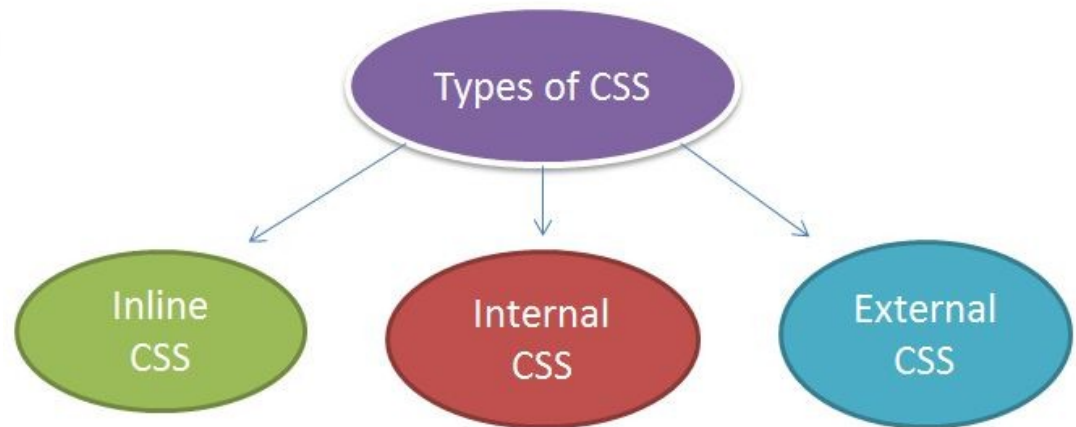 Types of CSS
Inline
CSS
Internal
CSS
External
CSS